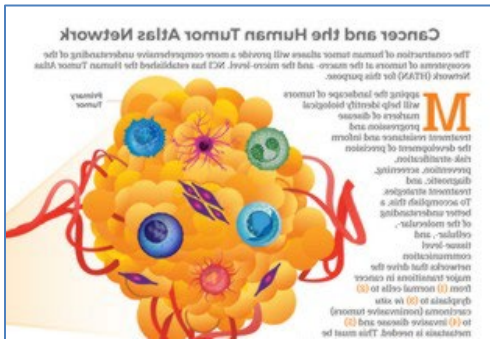 Cancer and the Human Tumor Atlas Network
The construction of human tumor atlases will provide a more comprehensive understanding of the
ecosystems of tumors at the macro- and the micro-level. NCI has established the Human Tumor Atlas
Network (HTAN) for this purpose.
Primary
Tumor
Mapping the landscape of tumors
will help identify biological
markers of disease
progression and
treatment resistance and inform
the development of precision
risk stratification,
prevention, screening,
diagnostic, and
treatment strategies.
To accomplish this, a
better understanding
of the molecular-,
cellular-, and
tissue-level
communication
networks that drive the
major transitions in cancer
from (1) normal cells to (2)
dysplasia to (3) in situ
carcinoma (noninvasive tumors)
to (4) invasive disease and (5)
metastasis is needed. This must be